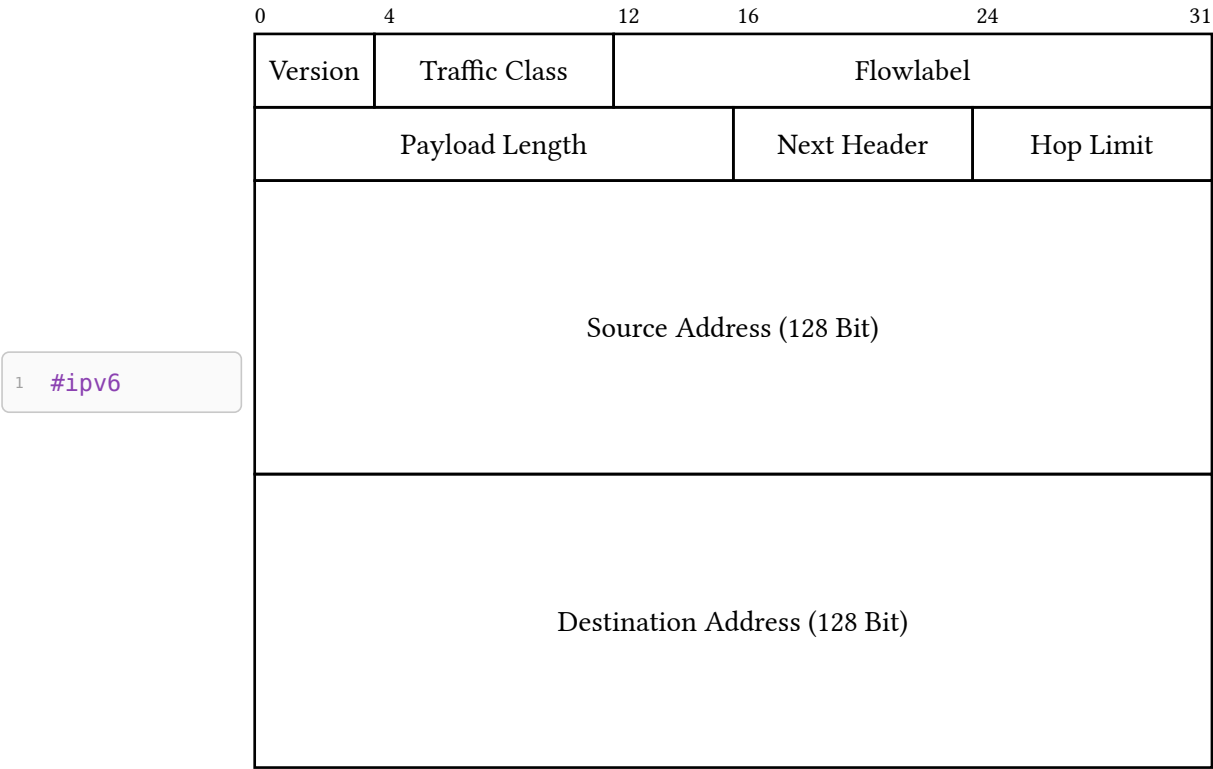 0 4 12 16 24 31
Version Traffic Class Flowlabel
Payload Length Next Header Hop Limit
Source Address (128 Bit)
1 #ipv6
Destination Address (128 Bit)